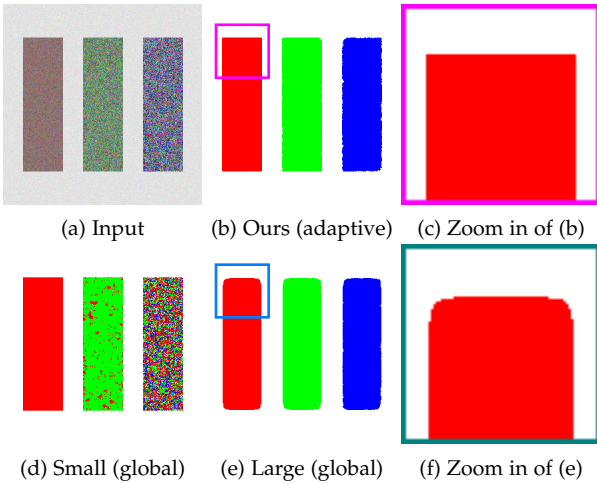 (a) Input
(b) Ours (adaptive)
(c) Zoom in of (b)
(d) Small (global)
(e) Large (global)
(f) Zoom in of (e)